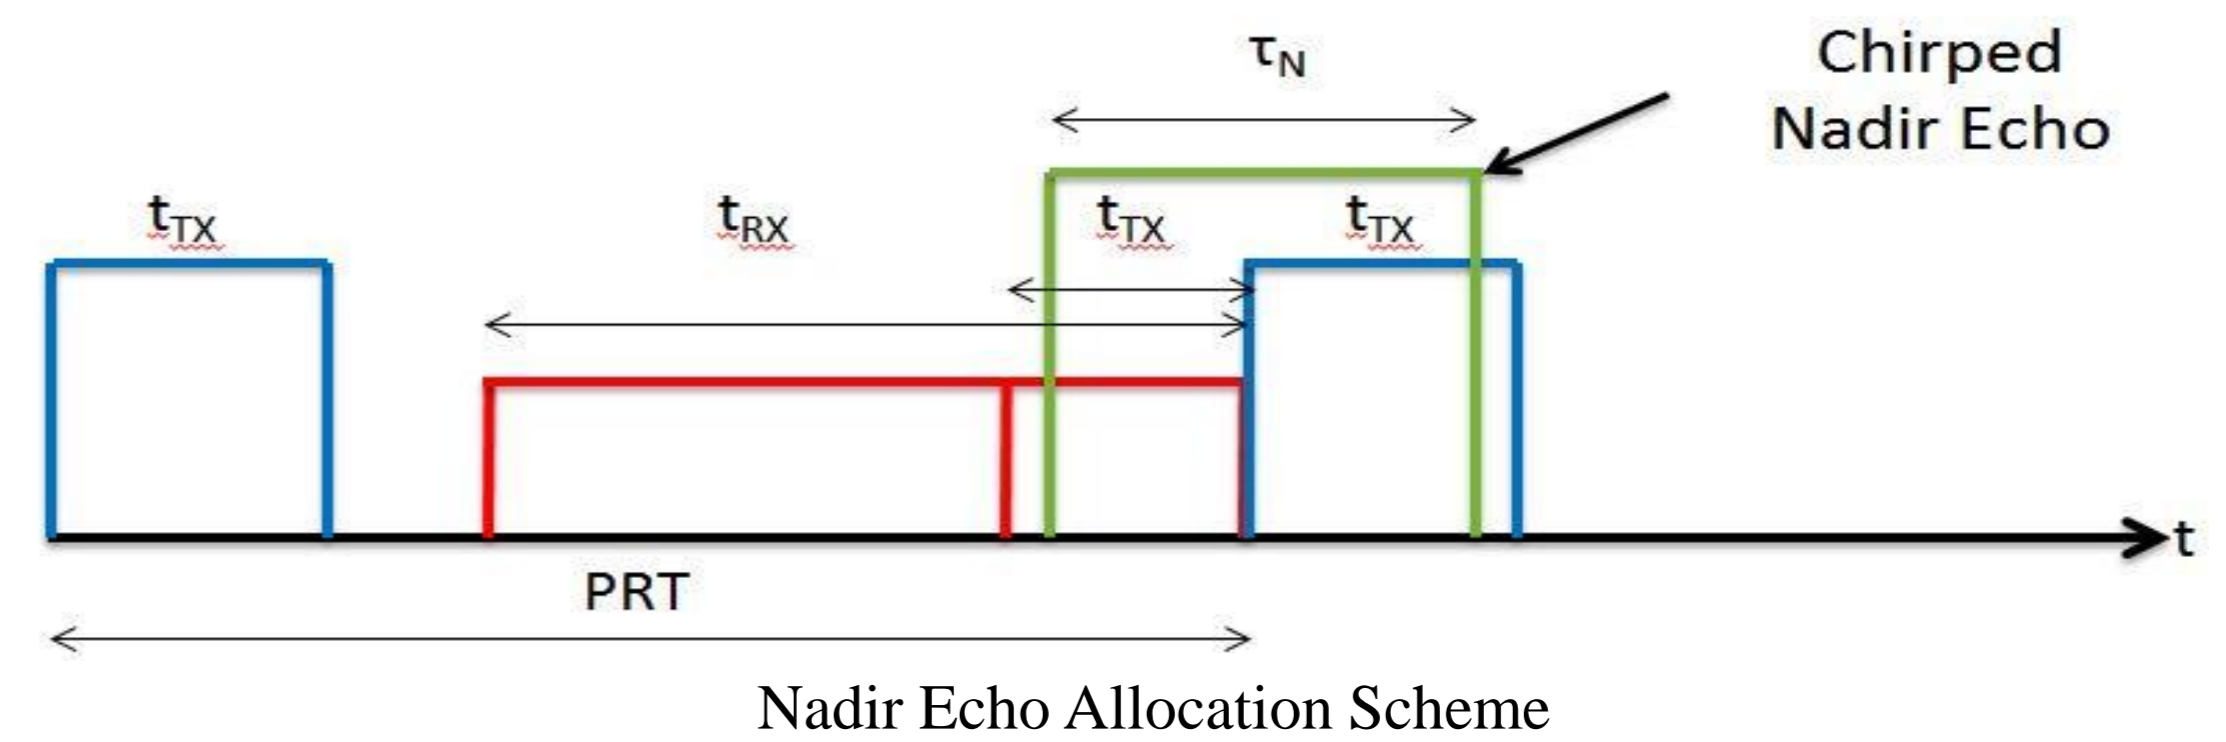 τN
Chirped
Nadir Echo
tTX
tRX
tTX
tTX
t
PRT
Nadir Echo Allocation Scheme